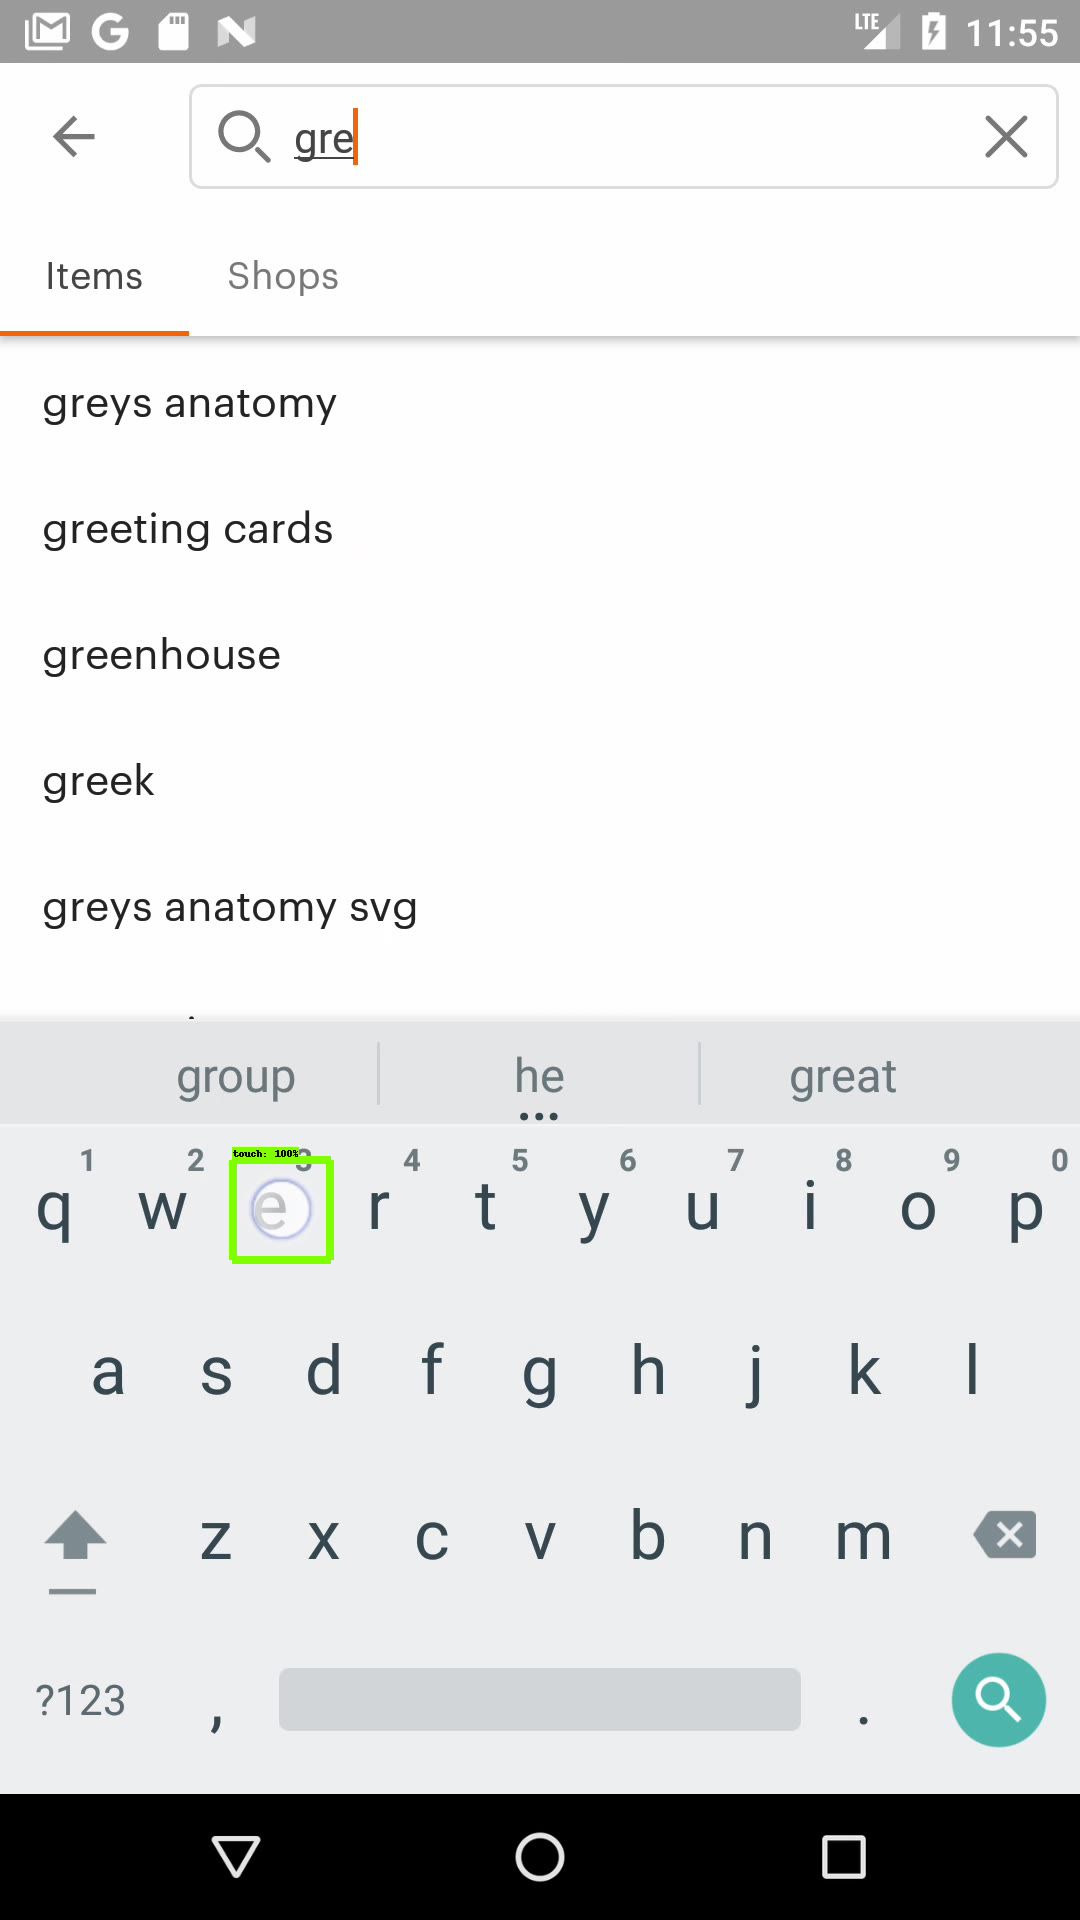 LTE 11:55
gre
Items Shops
greys anatomy
greeting cards
greenhouse
greek
greys anatomy svg
group he great
touch: 100%
1 2 3 4 5 6 7 8 9 0
q w e r t y u i o p
a s d f g h j k l
z x c v b n m
?123 , .